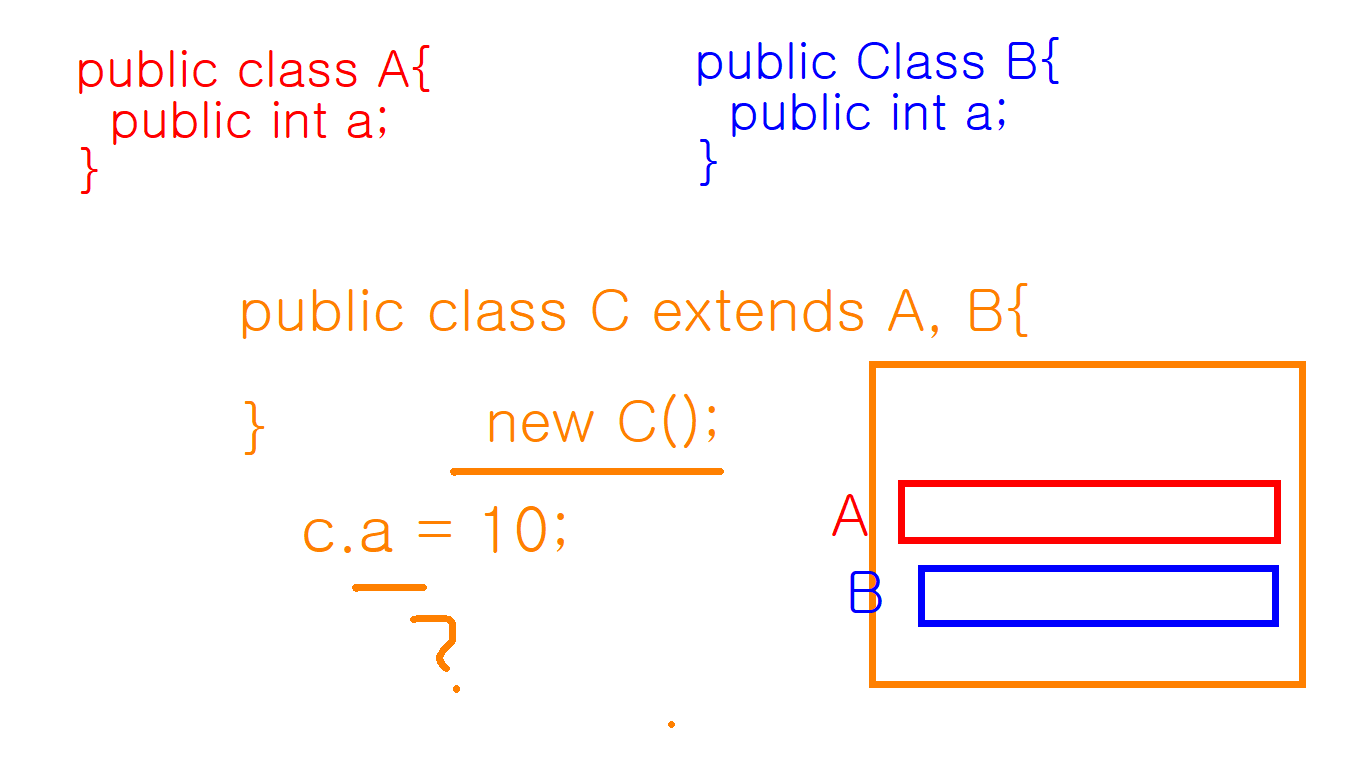 public class A{
public int a;
}
public Class B{
public int a;
}
public class C extends A, B{
}
new C();
c.a = 10;
?
A
B